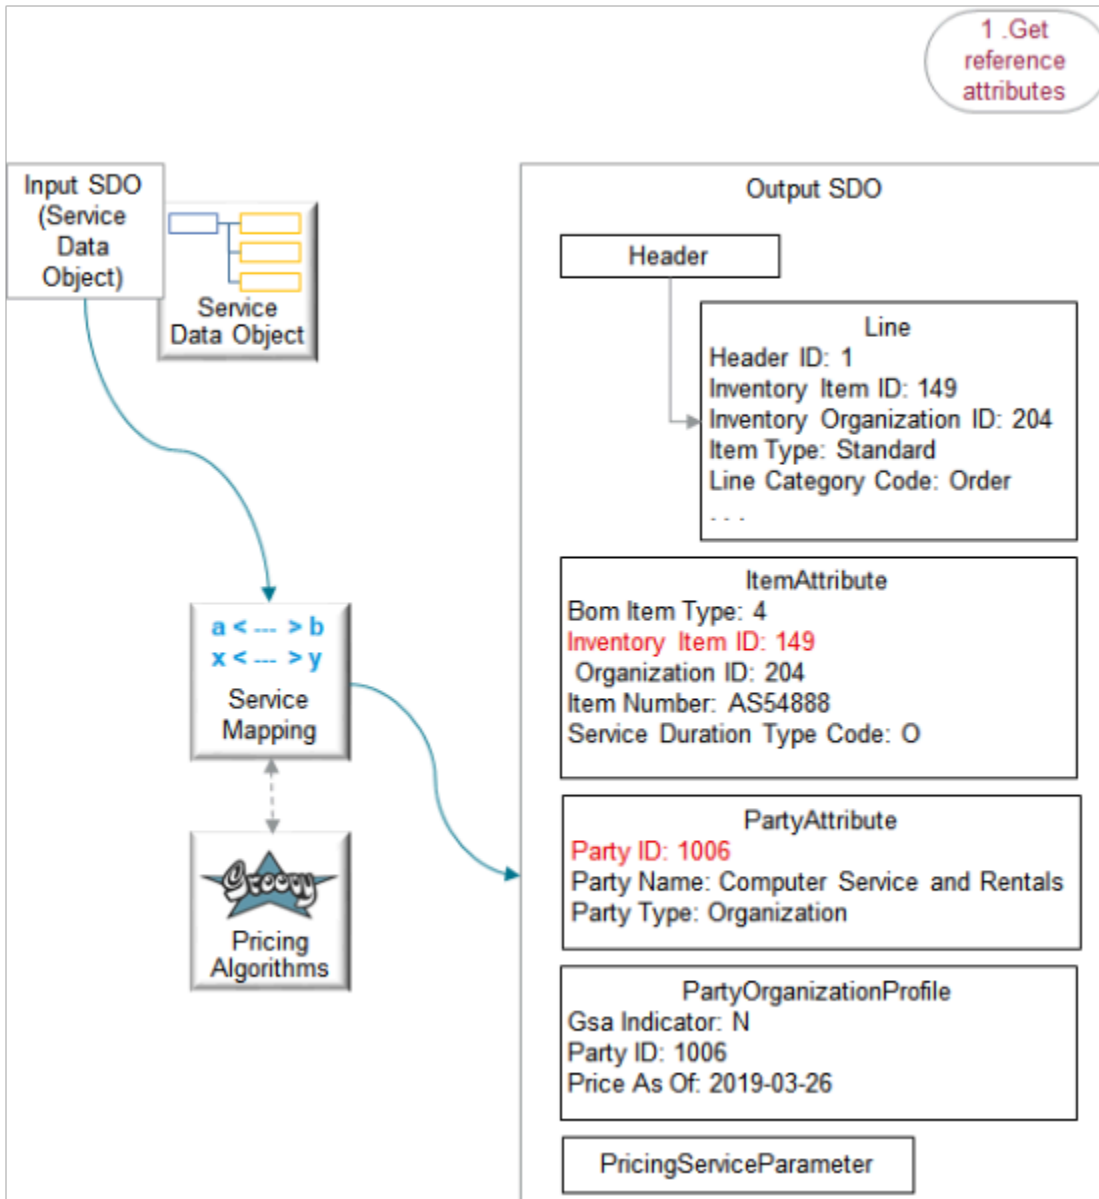 1 .Get
reference
attributes
Input SDO
(Service
Data
Object)
Service
Data Object
Output SDO
Header
Line
Header ID: 1
Inventory Item ID: 149
Inventory Organization ID: 204
Item Type: Standard
Line Category Code: Order
. . .
ItemAttribute
Bom Item Type: 4
Inventory Item ID: 149
Organization ID: 204
Item Number: AS54888
Service Duration Type Code: O
a < --- > b
x < --- > y
Service
Mapping
PartyAttribute
Party ID: 1006
Party Name: Computer Service and Rentals
Party Type: Organization
Groovy
Pricing
Algorithms
PartyOrganizationProfile
Gsa Indicator: N
Party ID: 1006
Price As Of: 2019-03-26
PricingServiceParameter